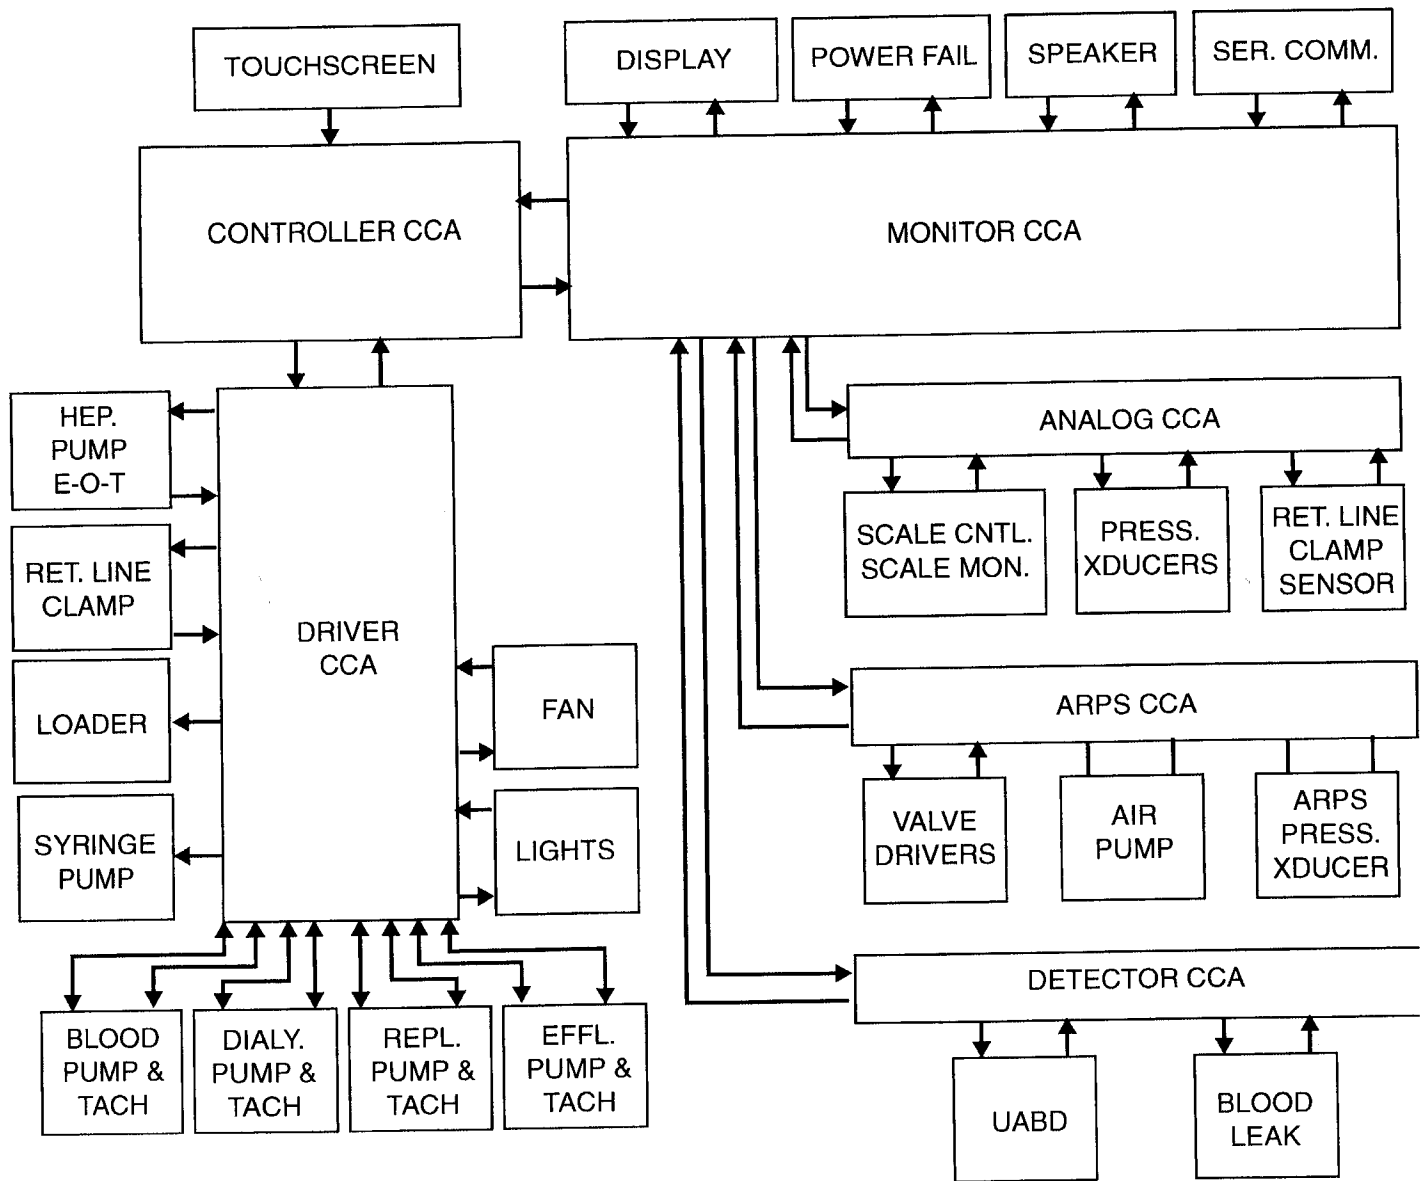 TOUCHSCREEN
DISPLAY
POWER FAIL
SPEAKER
SER. COMM.
CONTROLLER CCA
MONITOR CCA
HEP.
PUMP
E-O-T
RET. LINE
CLAMP
LOADER
SYRINGE
PUMP
DRIVER
CCA
FAN
LIGHTS
BLOOD
PUMP &
TACH
DIALY.
PUMP &
TACH
REPL.
PUMP &
TACH
EFFL.
PUMP &
TACH
ANALOG CCA
SCALE CNTL.
SCALE MON.
PRESS.
XDUCERS
RET. LINE
CLAMP
SENSOR
ARPS CCA
VALVE
DRIVERS
AIR
PUMP
ARPS
PRESS.
XDUCER
DETECTOR CCA
UABD
BLOOD
LEAK